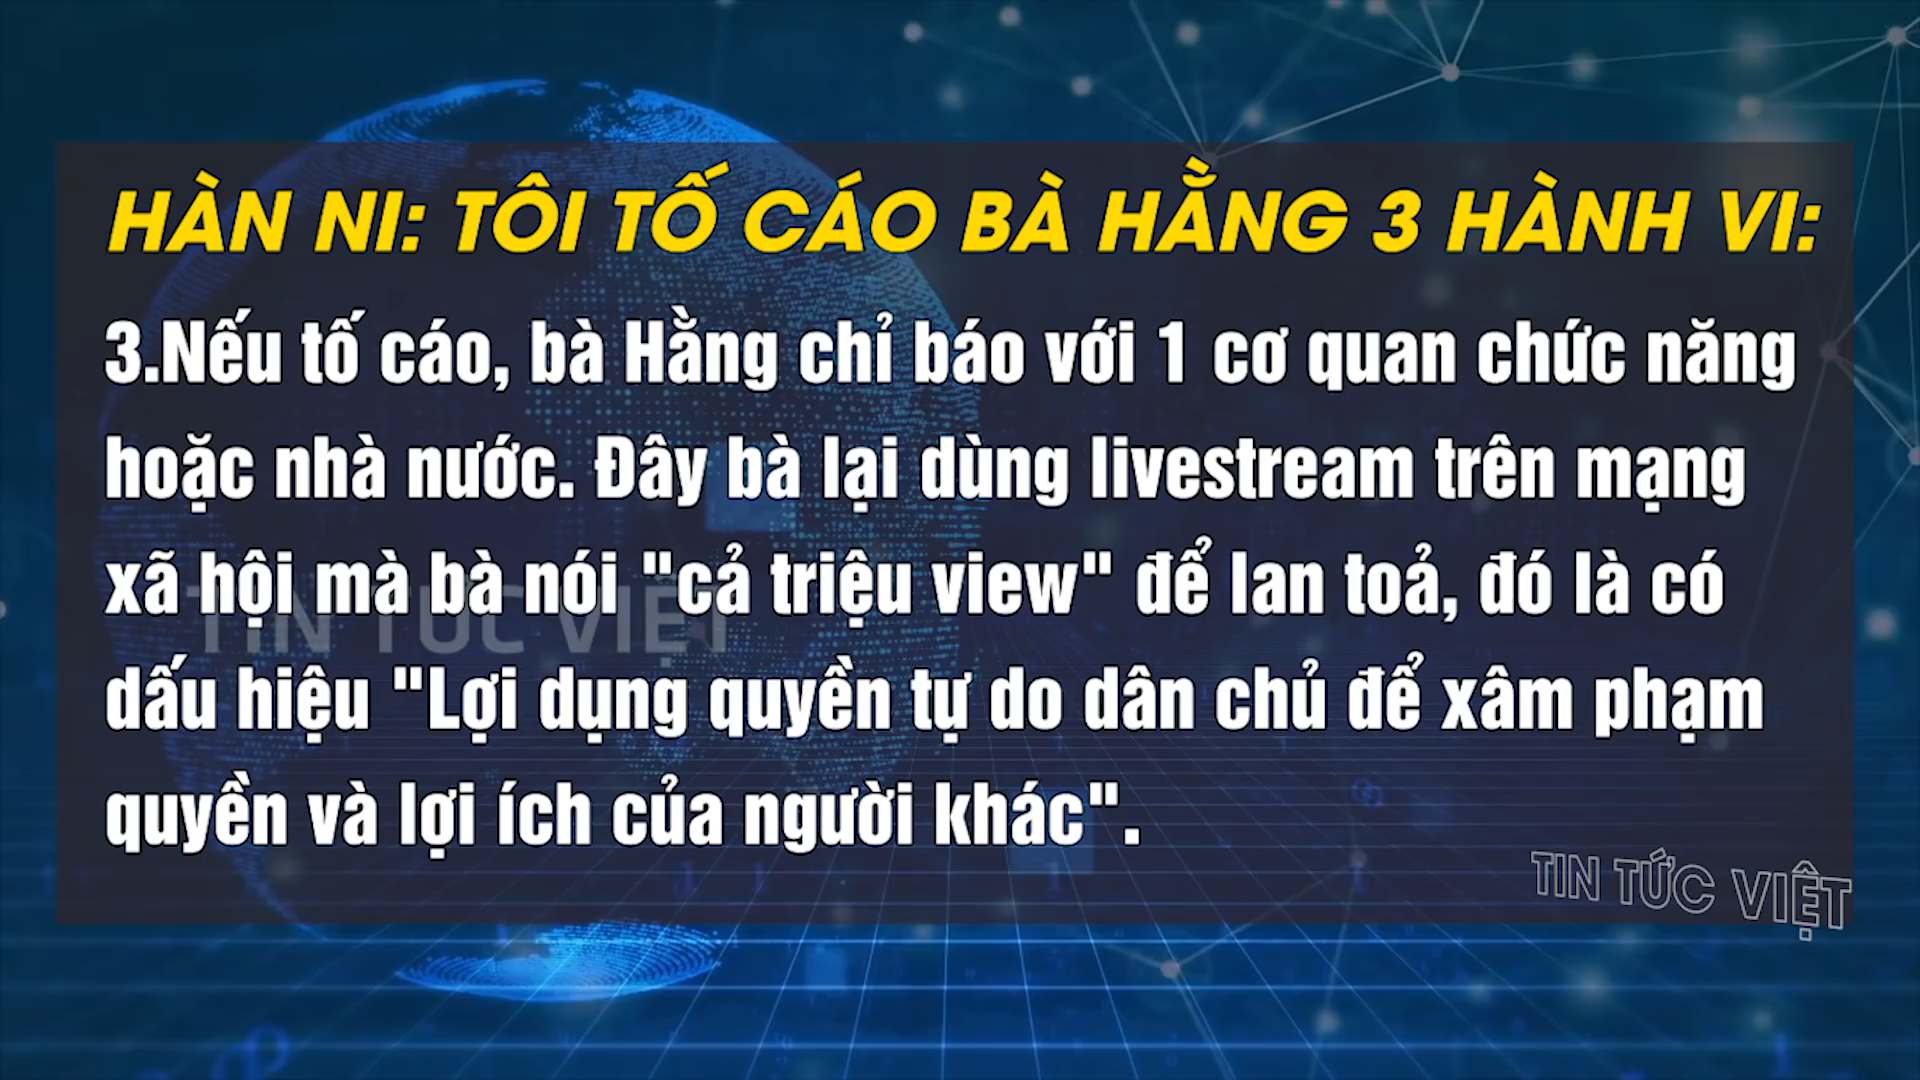 HÀN NI: TÔI TỐ CÁO BÀ HẰNG 3 HÀNH VI:
3.Nếu tố cáo, bà Hằng chỉ báo với 1 cơ quan chức năng
hoặc nhà nước. Đây bà lại dùng livestream trên mạng
xã hội mà bà nói "cả triệu view" để lan toả, đó là có
dấu hiệu "Lợi dụng quyền tự do dân chủ để xâm phạm
quyền và lợi ích của người khác".
TIN TỨC VIỆT
TIN TỨC VIỆT